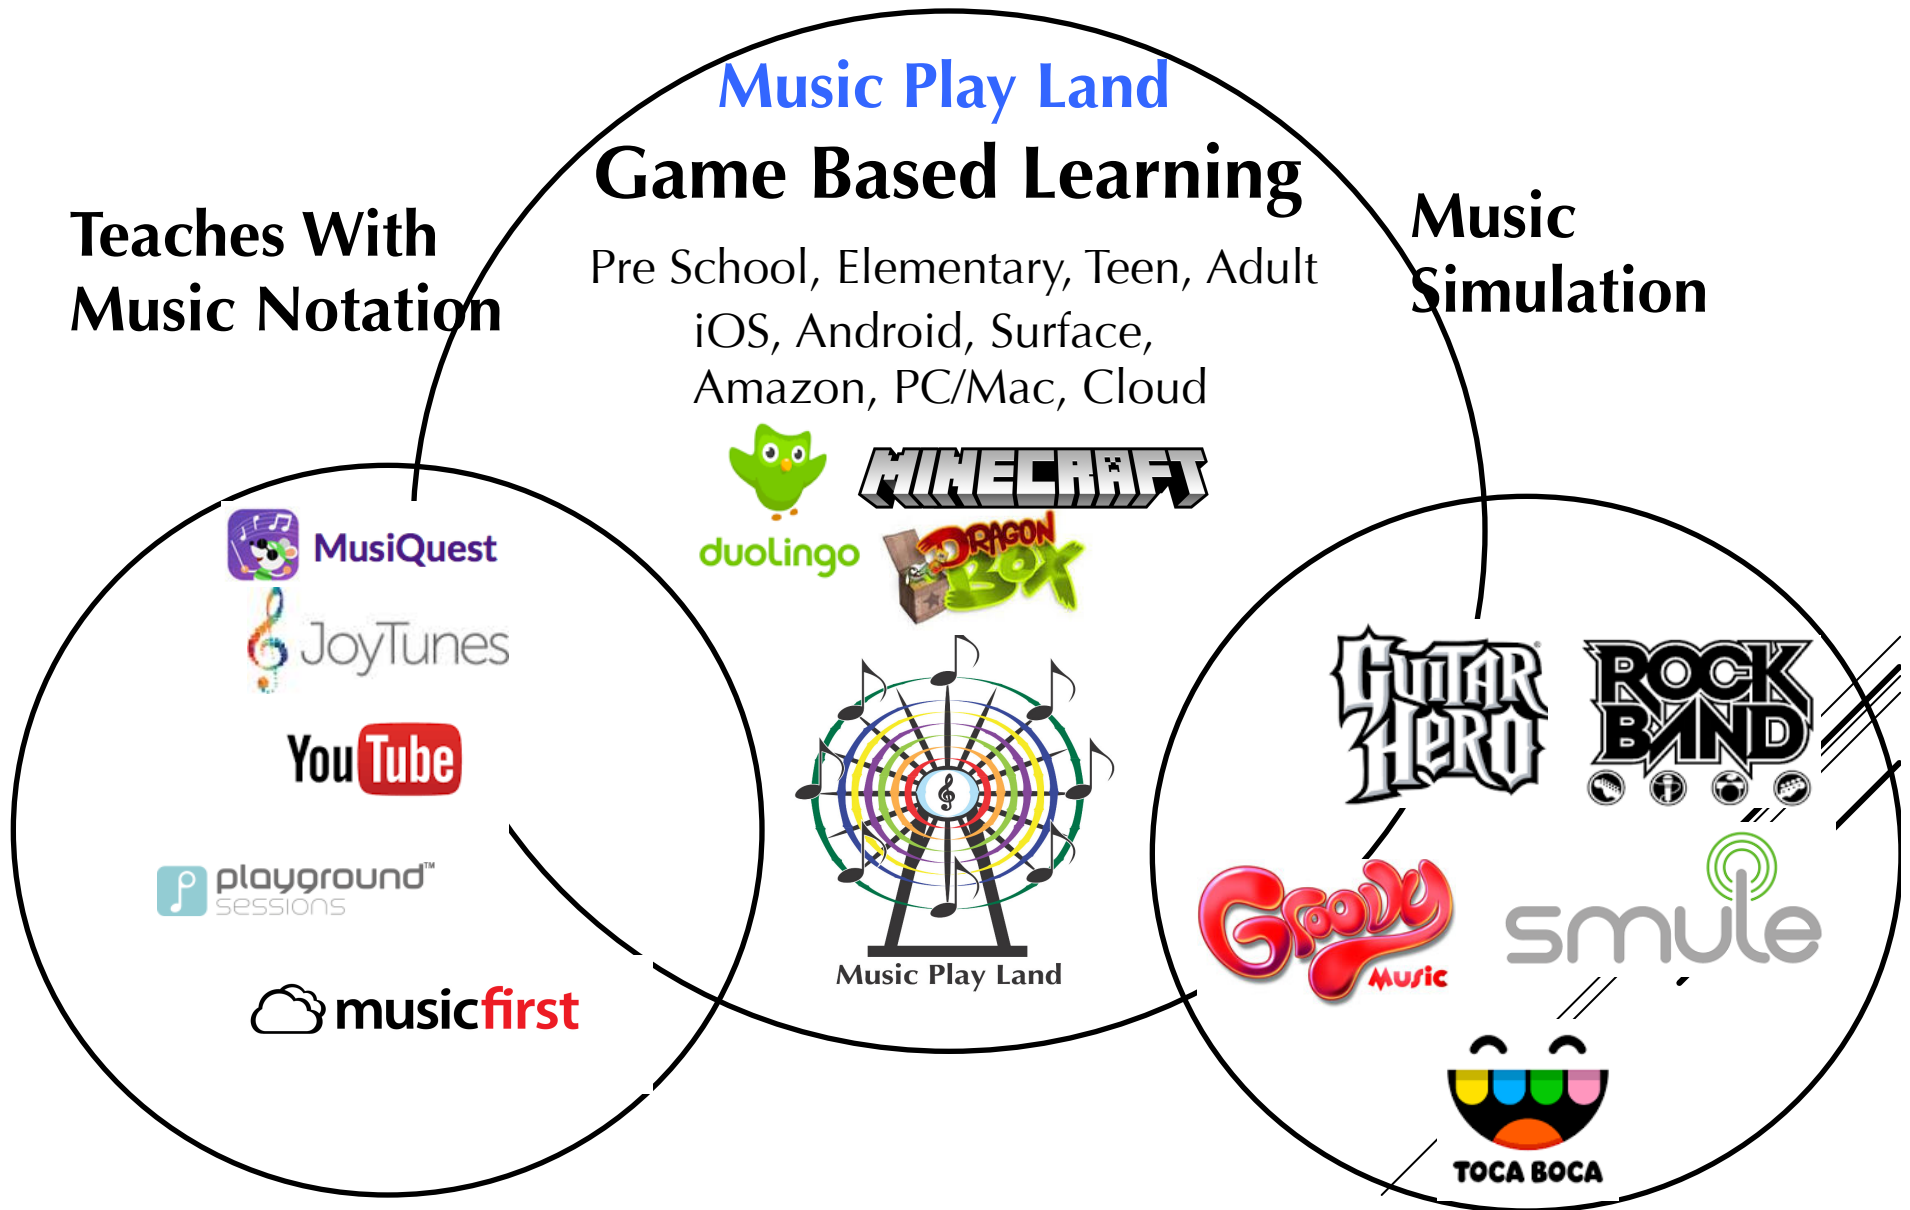 Music Play Land
Game Based Learning
Pre School, Elementary, Teen, Adult
iOS, Android, Surface,
Amazon, PC/Mac, Cloud
Teaches With
Music Notation
Music
Simulation
duolingo
MINECRAFT
DRAGON
BOX
MusiQuest
JoyTunes
YouTube
playground™
SESSIONS
musicfirst
Music Play Land
GUITAR
HERO
ROCK
BAND
GROOVY
MUSIC
smule
TOCA BOCA